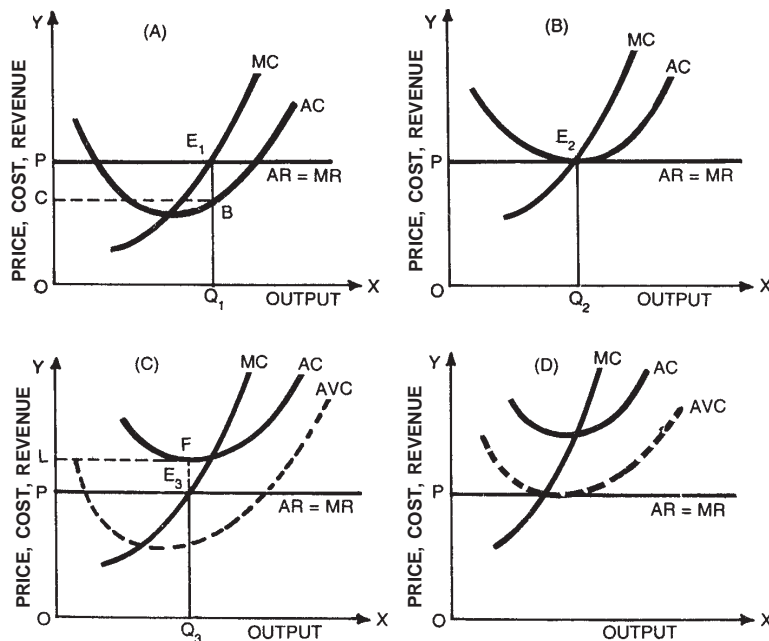 Y
(A)
MC
AC
PRICE, COST, REVENUE
P
E1
AR = MR
C
B
O
Q1
OUTPUT
X
Y
(B)
MC
AC
PRICE, COST, REVENUE
P
E2
AR = MR
O
Q2
OUTPUT
X
Y
(C)
MC
AC
AVC
PRICE, COST, REVENUE
L
F
E3
P
AR = MR
O
Q3
OUTPUT
X
Y
(D)
MC
AC
AVC
PRICE, COST, REVENUE
P
AR = MR
O
OUTPUT
X